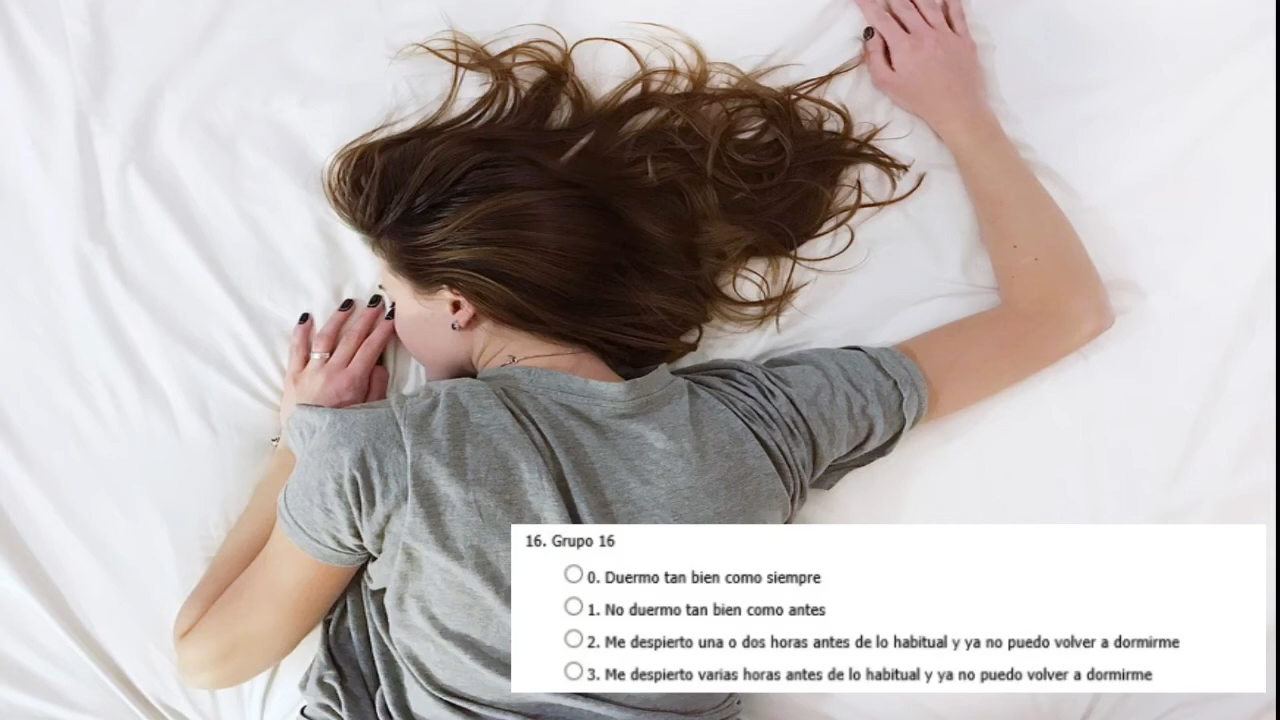 16. Grupo 16
0. Duermo tan bien como siempre
1. No duermo tan bien como antes
2. Me despierto una o dos horas antes de lo habitual y ya no puedo volver a dormirme
3. Me despierto varias horas antes de lo habitual y ya no puedo volver a dormirme